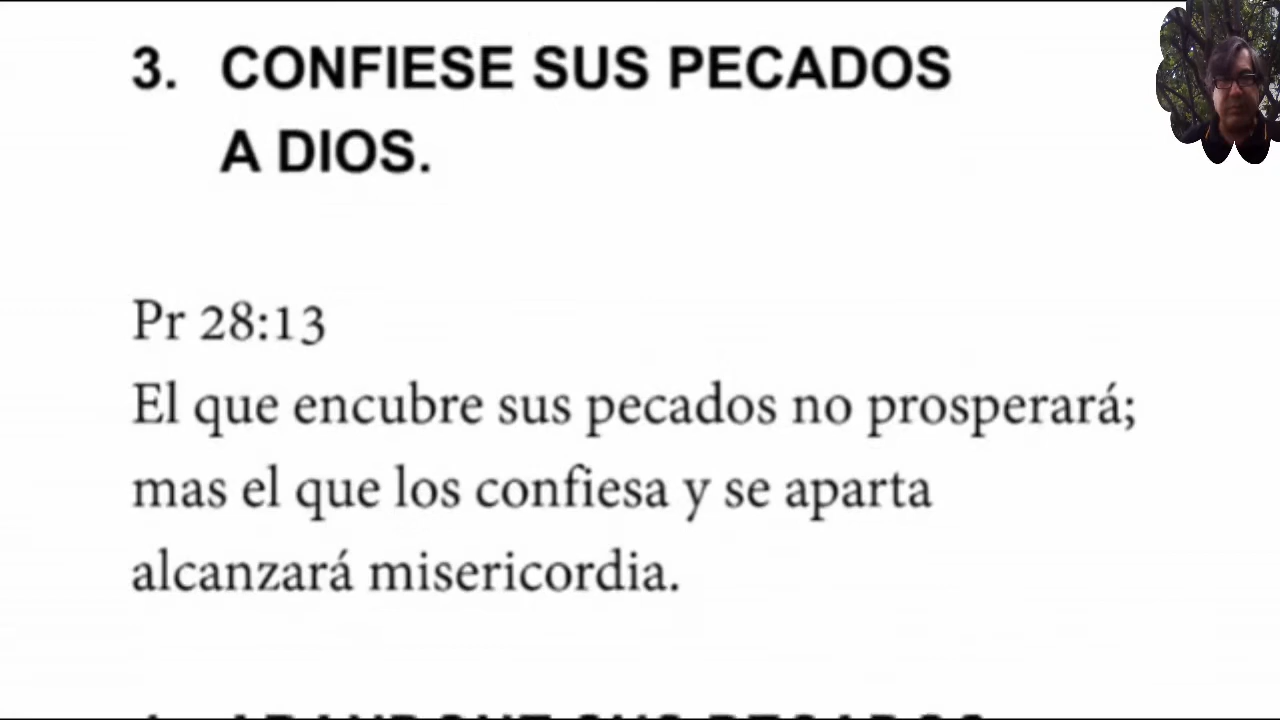 3. CONFIESE SUS PECADOS
A DIOS.
Pr 28:13
El que encubre sus pecados no prosperará;
mas el que los confiesa y se aparta
alcanzará misericordia.